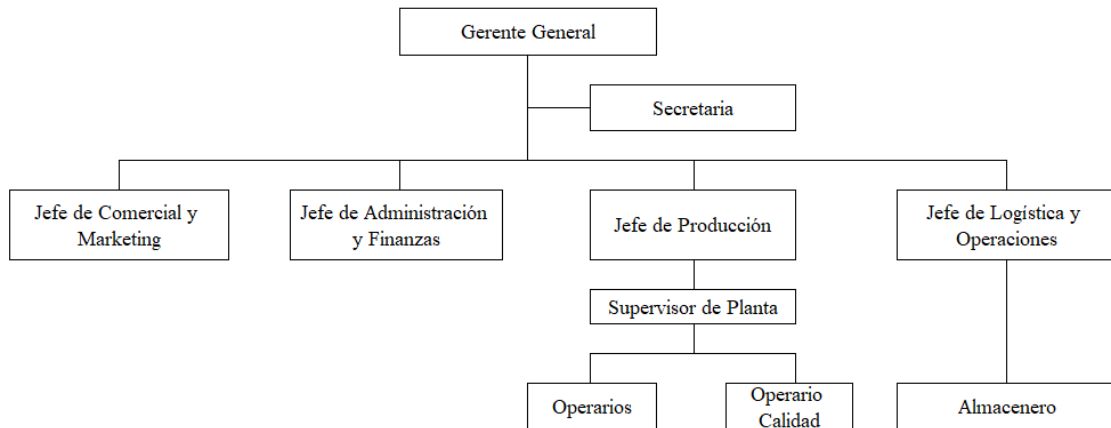 Gerente General
Secretaria
Jefe de Comercial y
Marketing
Jefe de Administración
y Finanzas
Jefe de Producción
Jefe de Logística y
Operaciones
Supervisor de Planta
Operarios
Operario
Calidad
Almacenero